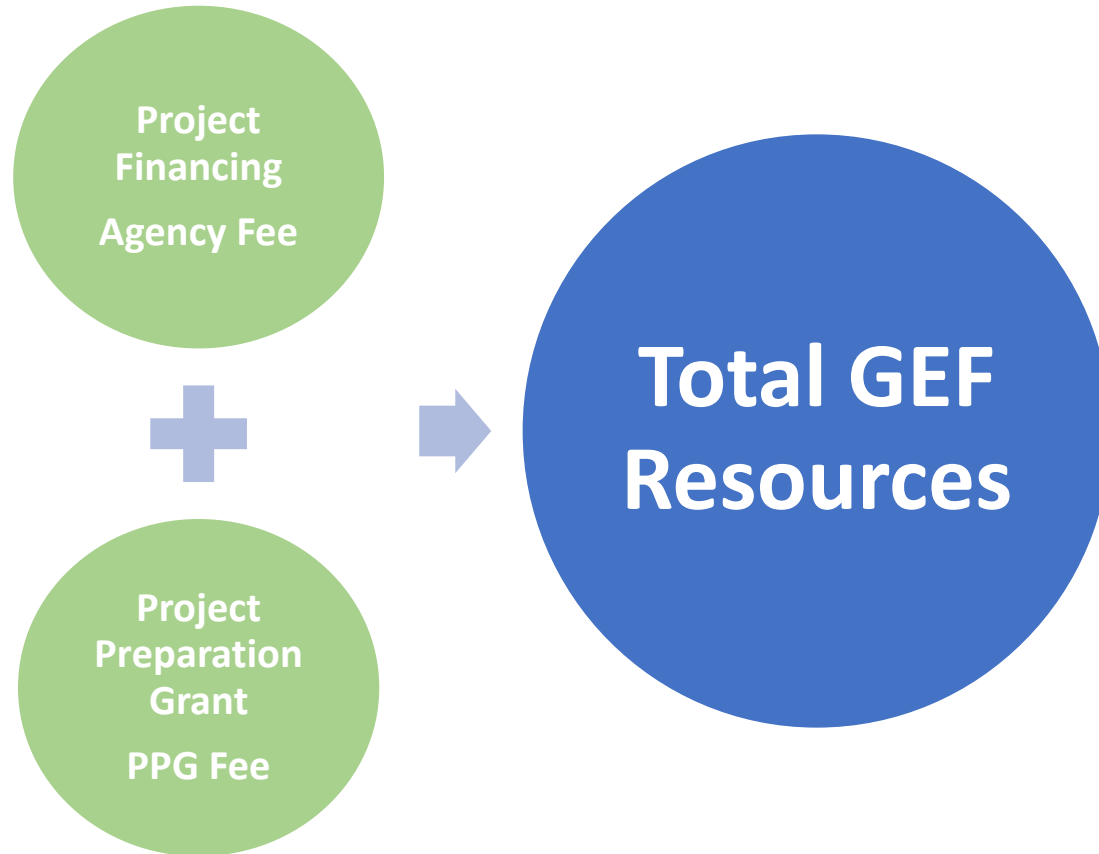 Project
Financing
Agency Fee
Project
Preparation
Grant
PPG Fee
Total GEF
Resources